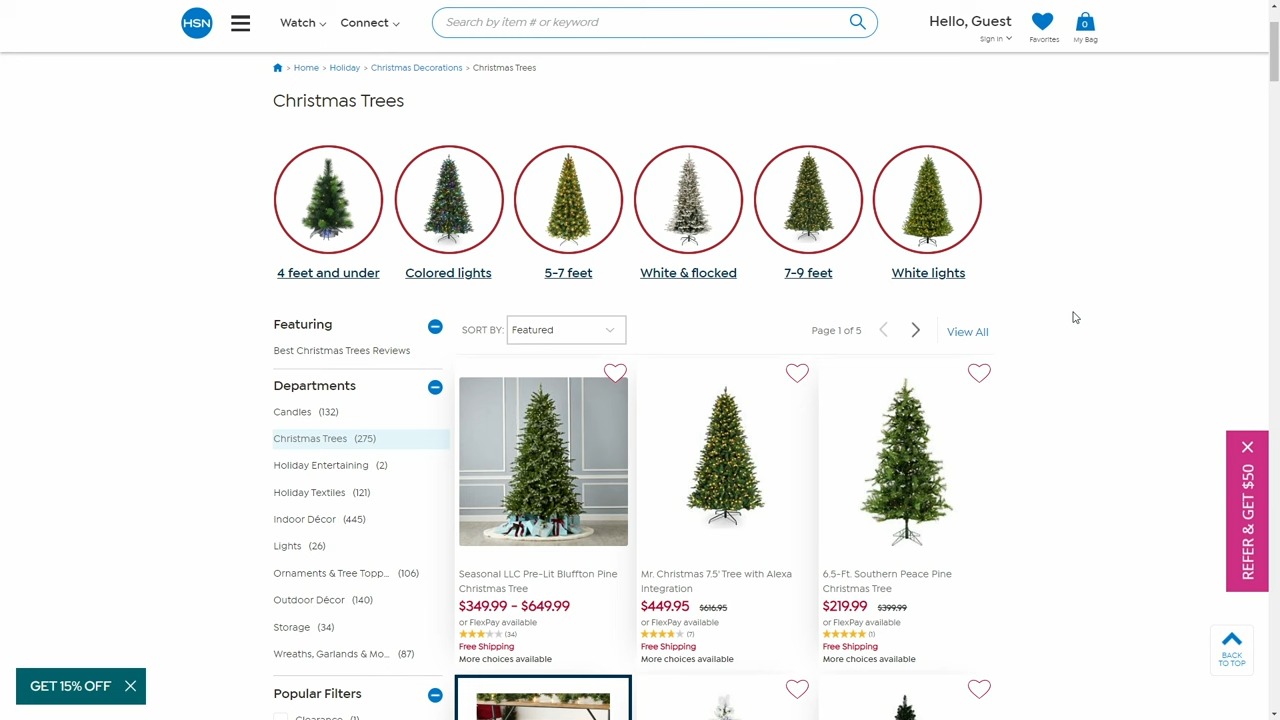 HSN
Watch
Connect
Search by item # or keyword
Hello, Guest
Sign In
Favorites
0
My Bag
> Home > Holiday > Christmas Decorations > Christmas Trees
Christmas Trees
4 feet and under
Colored lights
5-7 feet
White & flocked
7-9 feet
White lights
Featuring
Best Christmas Trees Reviews
Departments
Candles (132)
Christmas Trees (275)
Holiday Entertaining (2)
Holiday Textiles (121)
Indoor Décor (445)
Lights (26)
Ornaments & Tree Topp... (106)
Outdoor Décor (140)
Storage (34)
Wreaths, Garlands & Mo... (87)
Popular Filters
Clearance (1)
SORT BY: Featured
Page 1 of 5
View All
Seasonal LLC Pre-Lit Bluffton Pine
Christmas Tree
$349.99 - $649.99
or FlexPay available
(34)
Free Shipping
More choices available
Mr. Christmas 7.5' Tree with Alexa
Integration
$449.95 $616.95
or FlexPay available
(7)
Free Shipping
More choices available
6.5-Ft. Southern Peace Pine
Christmas Tree
$219.99 $399.99
or FlexPay available
(1)
Free Shipping
More choices available
REFER & GET $50
BACK
TO TOP
GET 15% OFF